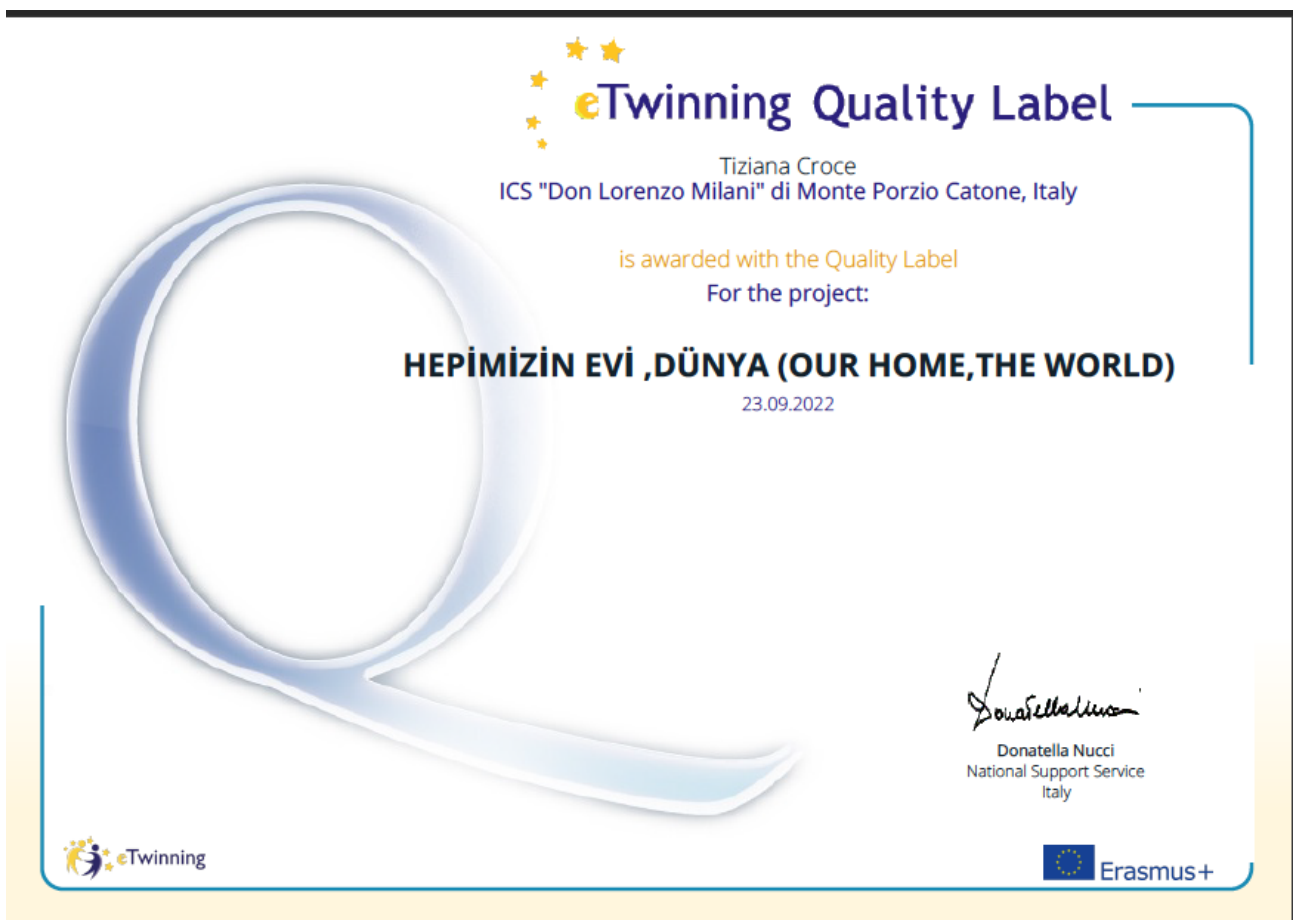 eTwinning Quality Label
Tiziana Croce
ICS "Don Lorenzo Milani" di Monte Porzio Catone, Italy
is awarded with the Quality Label
For the project:
HEPİMİZİN EVİ ,DÜNYA (OUR HOME,THE WORLD)
23.09.2022
Donatella Nucci
Donatella Nucci
National Support Service
Italy
eTwinning
Erasmus+